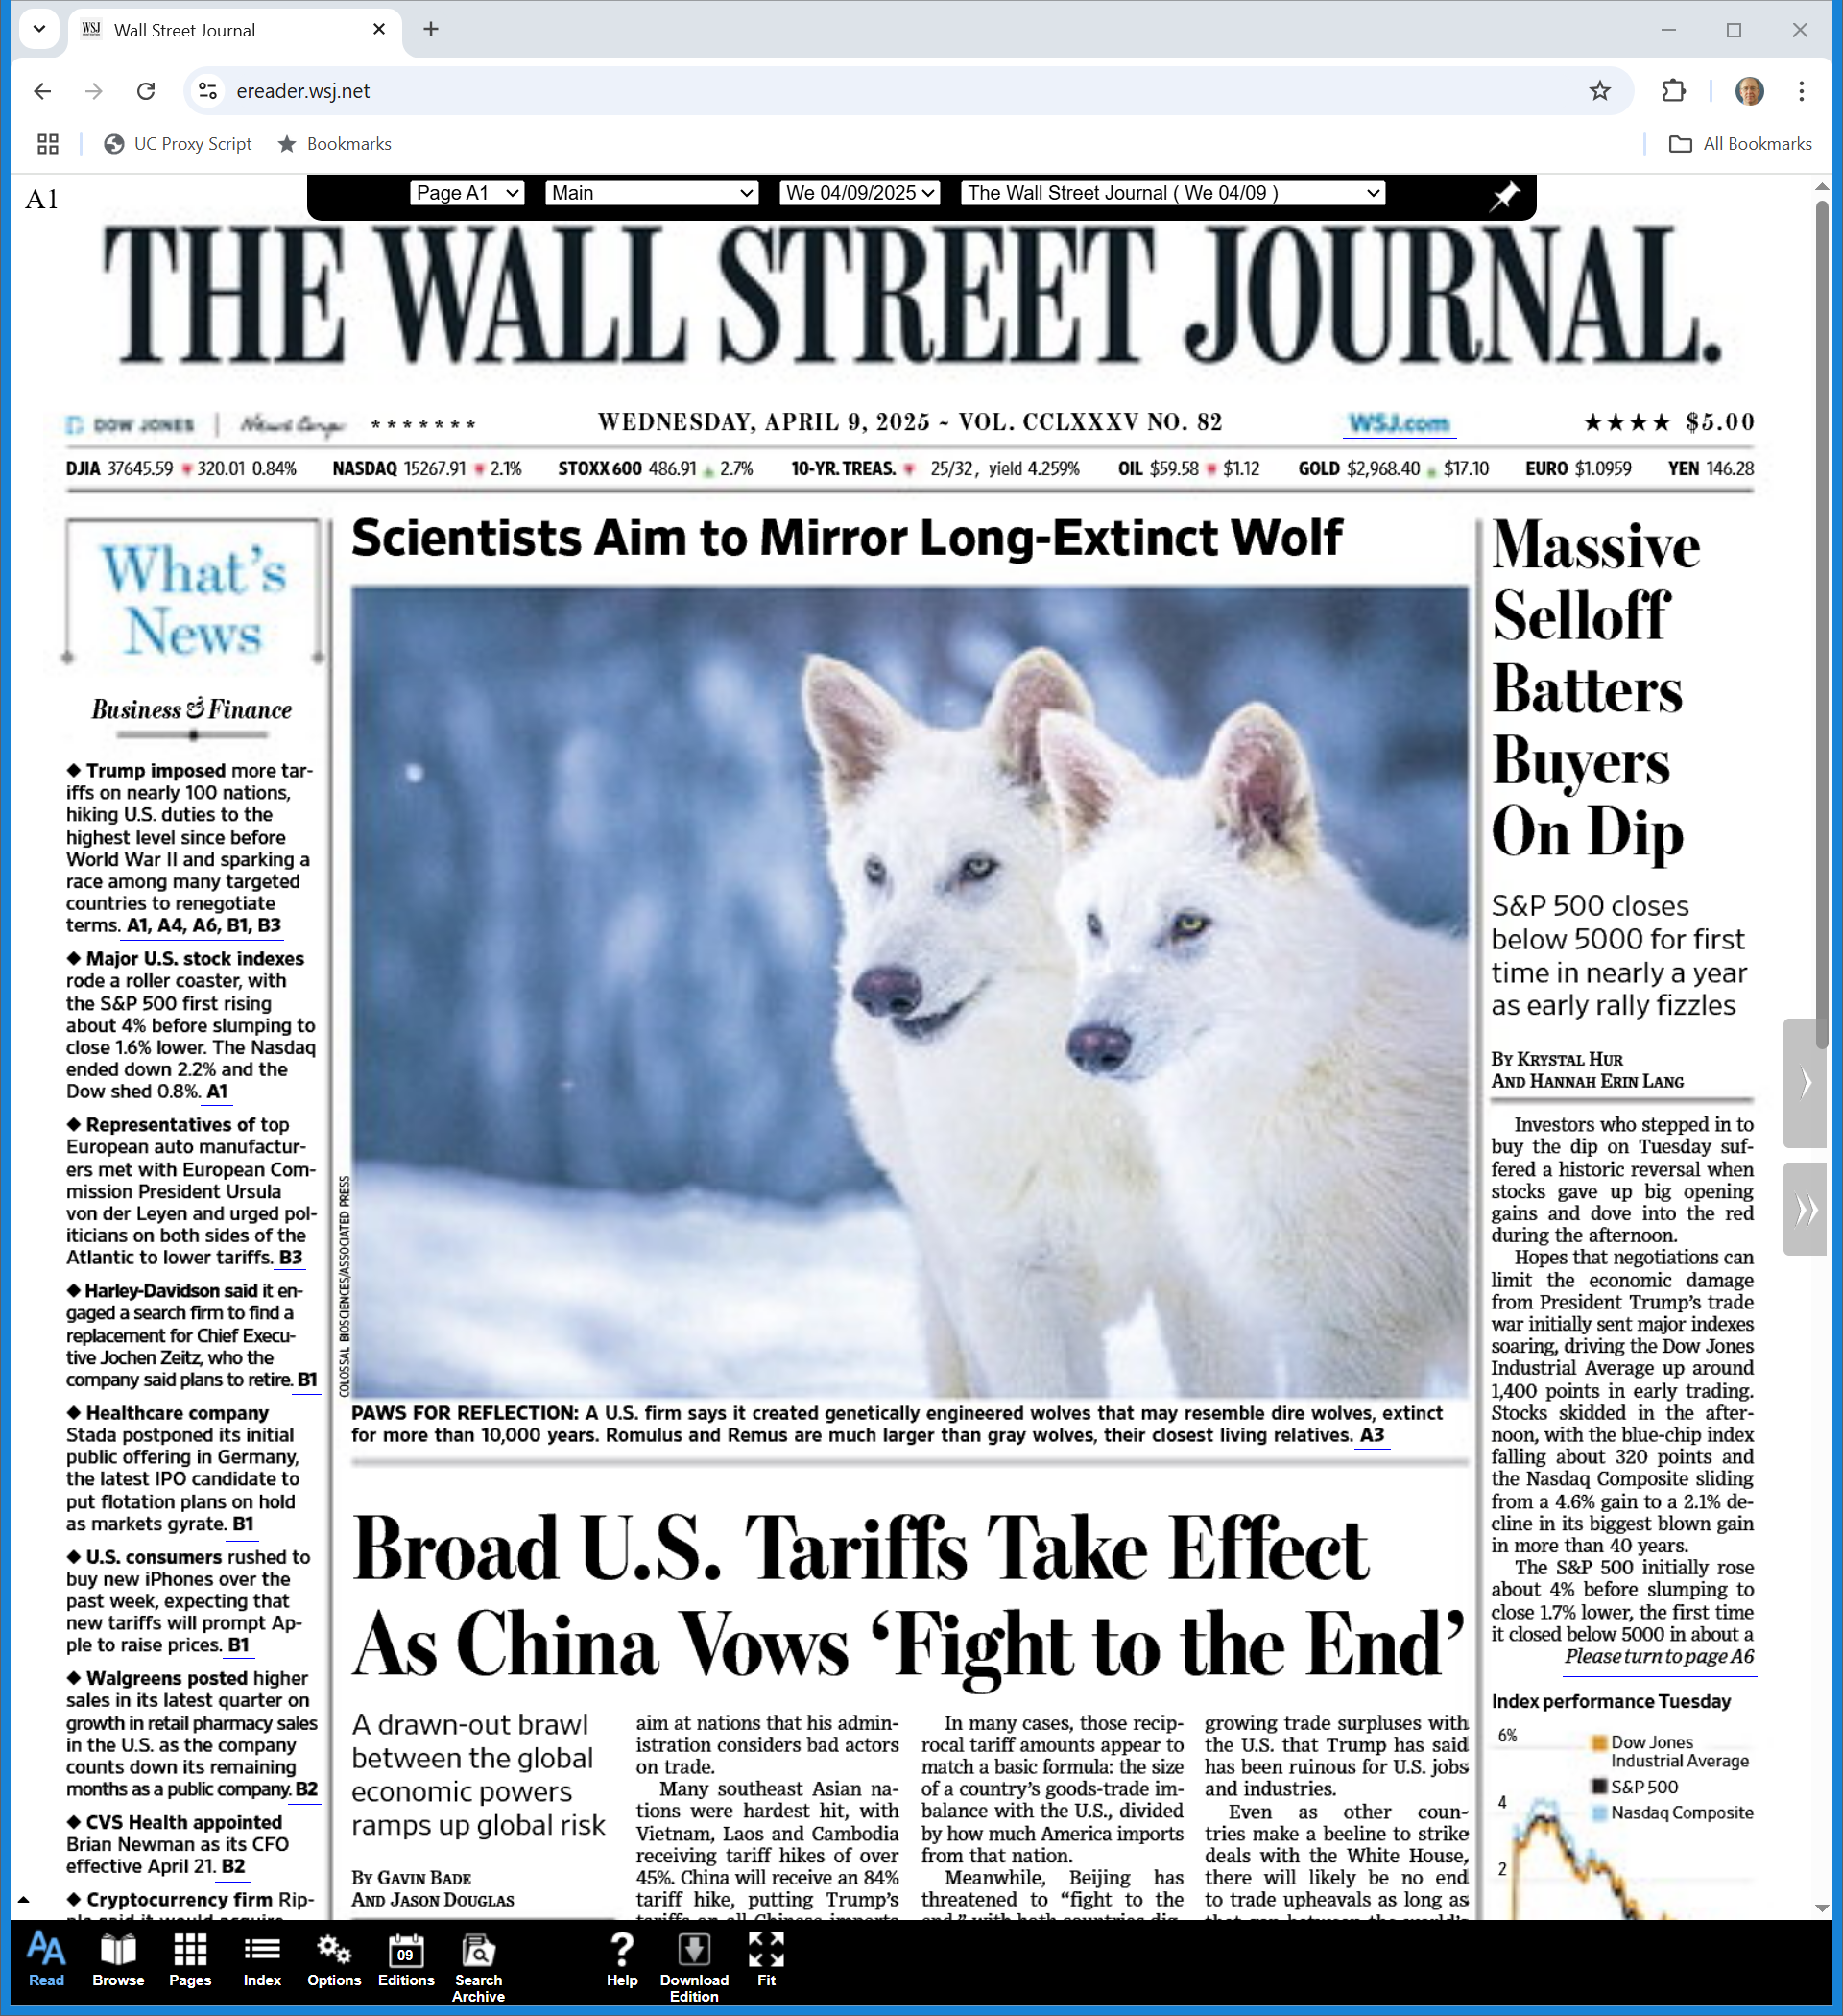 WSJ Wall Street Journal
ereader.wsj.net
UC Proxy Script Bookmarks All Bookmarks
A1
Page A1 Main We 04/09/2025 The Wall Street Journal ( We 04/09 )
THE WALL STREET JOURNAL.
DOW JONES | News Corp ******* WEDNESDAY, APRIL 9, 2025 ~ VOL. CCLXXXV NO. 82 WSJ.com ★★★★ $5.00
DJIA 37645.59 ▼ 320.01 0.84% NASDAQ 15267.91 ▼ 2.1% STOXX 600 486.91 ▲ 2.7% 10-YR. TREAS. ▼ 25/32, yield 4.259% OIL $59.58 ▼ $1.12 GOLD $2,968.40 ▲ $17.10 EURO $1.0959 YEN 146.28
What's
News
Business & Finance
◆ Trump imposed more tar-
iffs on nearly 100 nations,
hiking U.S. duties to the
highest level since before
World War II and sparking a
race among many targeted
countries to renegotiate
terms. A1, A4, A6, B1, B3
◆ Major U.S. stock indexes
rode a roller coaster, with
the S&P 500 first rising
about 4% before slumping to
close 1.6% lower. The Nasdaq
ended down 2.2% and the
Dow shed 0.8%. A1
◆ Representatives of top
European auto manufactur-
ers met with European Com-
mission President Ursula
von der Leyen and urged pol-
iticians on both sides of the
Atlantic to lower tariffs. B3
◆ Harley-Davidson said it en-
gaged a search firm to find a
replacement for Chief Execu-
tive Jochen Zeitz, who the
company said plans to retire. B1
◆ Healthcare company
Stada postponed its initial
public offering in Germany,
the latest IPO candidate to
put flotation plans on hold
as markets gyrate. B1
◆ U.S. consumers rushed to
buy new iPhones over the
past week, expecting that
new tariffs will prompt Ap-
ple to raise prices. B1
◆ Walgreens posted higher
sales in its latest quarter on
growth in retail pharmacy sales
in the U.S. as the company
counts down its remaining
months as a public company. B2
◆ CVS Health appointed
Brian Newman as its CFO
effective April 21. B2
◆ Cryptocurrency firm Rip-
ple said it would acquire
Scientists Aim to Mirror Long-Extinct Wolf
COLOSSAL BIOSCIENCES/ASSOCIATED PRESS
PAWS FOR REFLECTION: A U.S. firm says it created genetically engineered wolves that may resemble dire wolves, extinct
for more than 10,000 years. Romulus and Remus are much larger than gray wolves, their closest living relatives. A3
Broad U.S. Tariffs Take Effect
As China Vows ‘Fight to the End’
A drawn-out brawl
between the global
economic powers
ramps up global risk
BY GAVIN BADE
AND JASON DOUGLAS
aim at nations that his admin-
istration considers bad actors
on trade.
Many southeast Asian na-
tions were hardest hit, with
Vietnam, Laos and Cambodia
receiving tariff hikes of over
45%. China will receive an 84%
tariff hike, putting Trump's
tariffs on all Chinese imports
In many cases, those recip-
rocal tariff amounts appear to
match a basic formula: the size
of a country's goods-trade im-
balance with the U.S., divided
by how much America imports
from that nation.
Meanwhile, Beijing has
threatened to “fight to the
end,” with both countries dig-
growing trade surpluses with
the U.S. that Trump has said
has been ruinous for U.S. jobs
and industries.
Even as other coun-
tries make a beeline to strike
deals with the White House,
there will likely be no end
to trade upheavals as long as
that gap between the world's
Massive
Selloff
Batters
Buyers
On Dip
S&P 500 closes
below 5000 for first
time in nearly a year
as early rally fizzles
BY KRYSTAL HUR
AND HANNAH ERIN LANG
Investors who stepped in to
buy the dip on Tuesday suf-
fered a historic reversal when
stocks gave up big opening
gains and dove into the red
during the afternoon.
Hopes that negotiations can
limit the economic damage
from President Trump's trade
war initially sent major indexes
soaring, driving the Dow Jones
Industrial Average up around
1,400 points in early trading.
Stocks skidded in the after-
noon, with the blue-chip index
falling about 320 points and
the Nasdaq Composite sliding
from a 4.6% gain to a 2.1% de-
cline in its biggest blown gain
in more than 40 years.
The S&P 500 initially rose
about 4% before slumping to
close 1.7% lower, the first time
it closed below 5000 in about a
Please turn to page A6
Index performance Tuesday
6%
Dow Jones
Industrial Average
S&P 500
4
Nasdaq Composite
2
09
Read Browse Pages Index Options Editions Search Archive Help Download Edition Fit